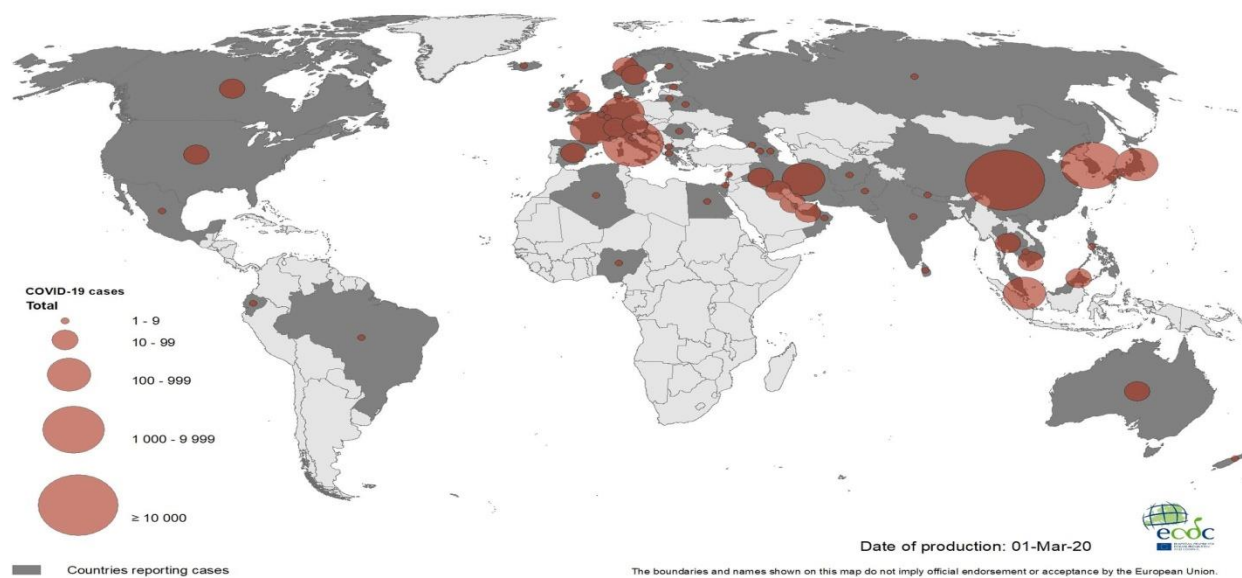 COVID-19 cases
Total
1 - 9
10 - 99
100 - 999
1 000 - 9 999
≥ 10 000
Countries reporting cases
ecdc
Date of production: 01-Mar-20
The boundaries and names shown on this map do not imply official endorsement or acceptance by the European Union.